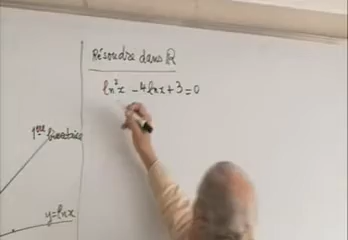 Résoudre dans ℝ
ln²x - 4lnx + 3 = 0
1ère bissectrice
y = lnx